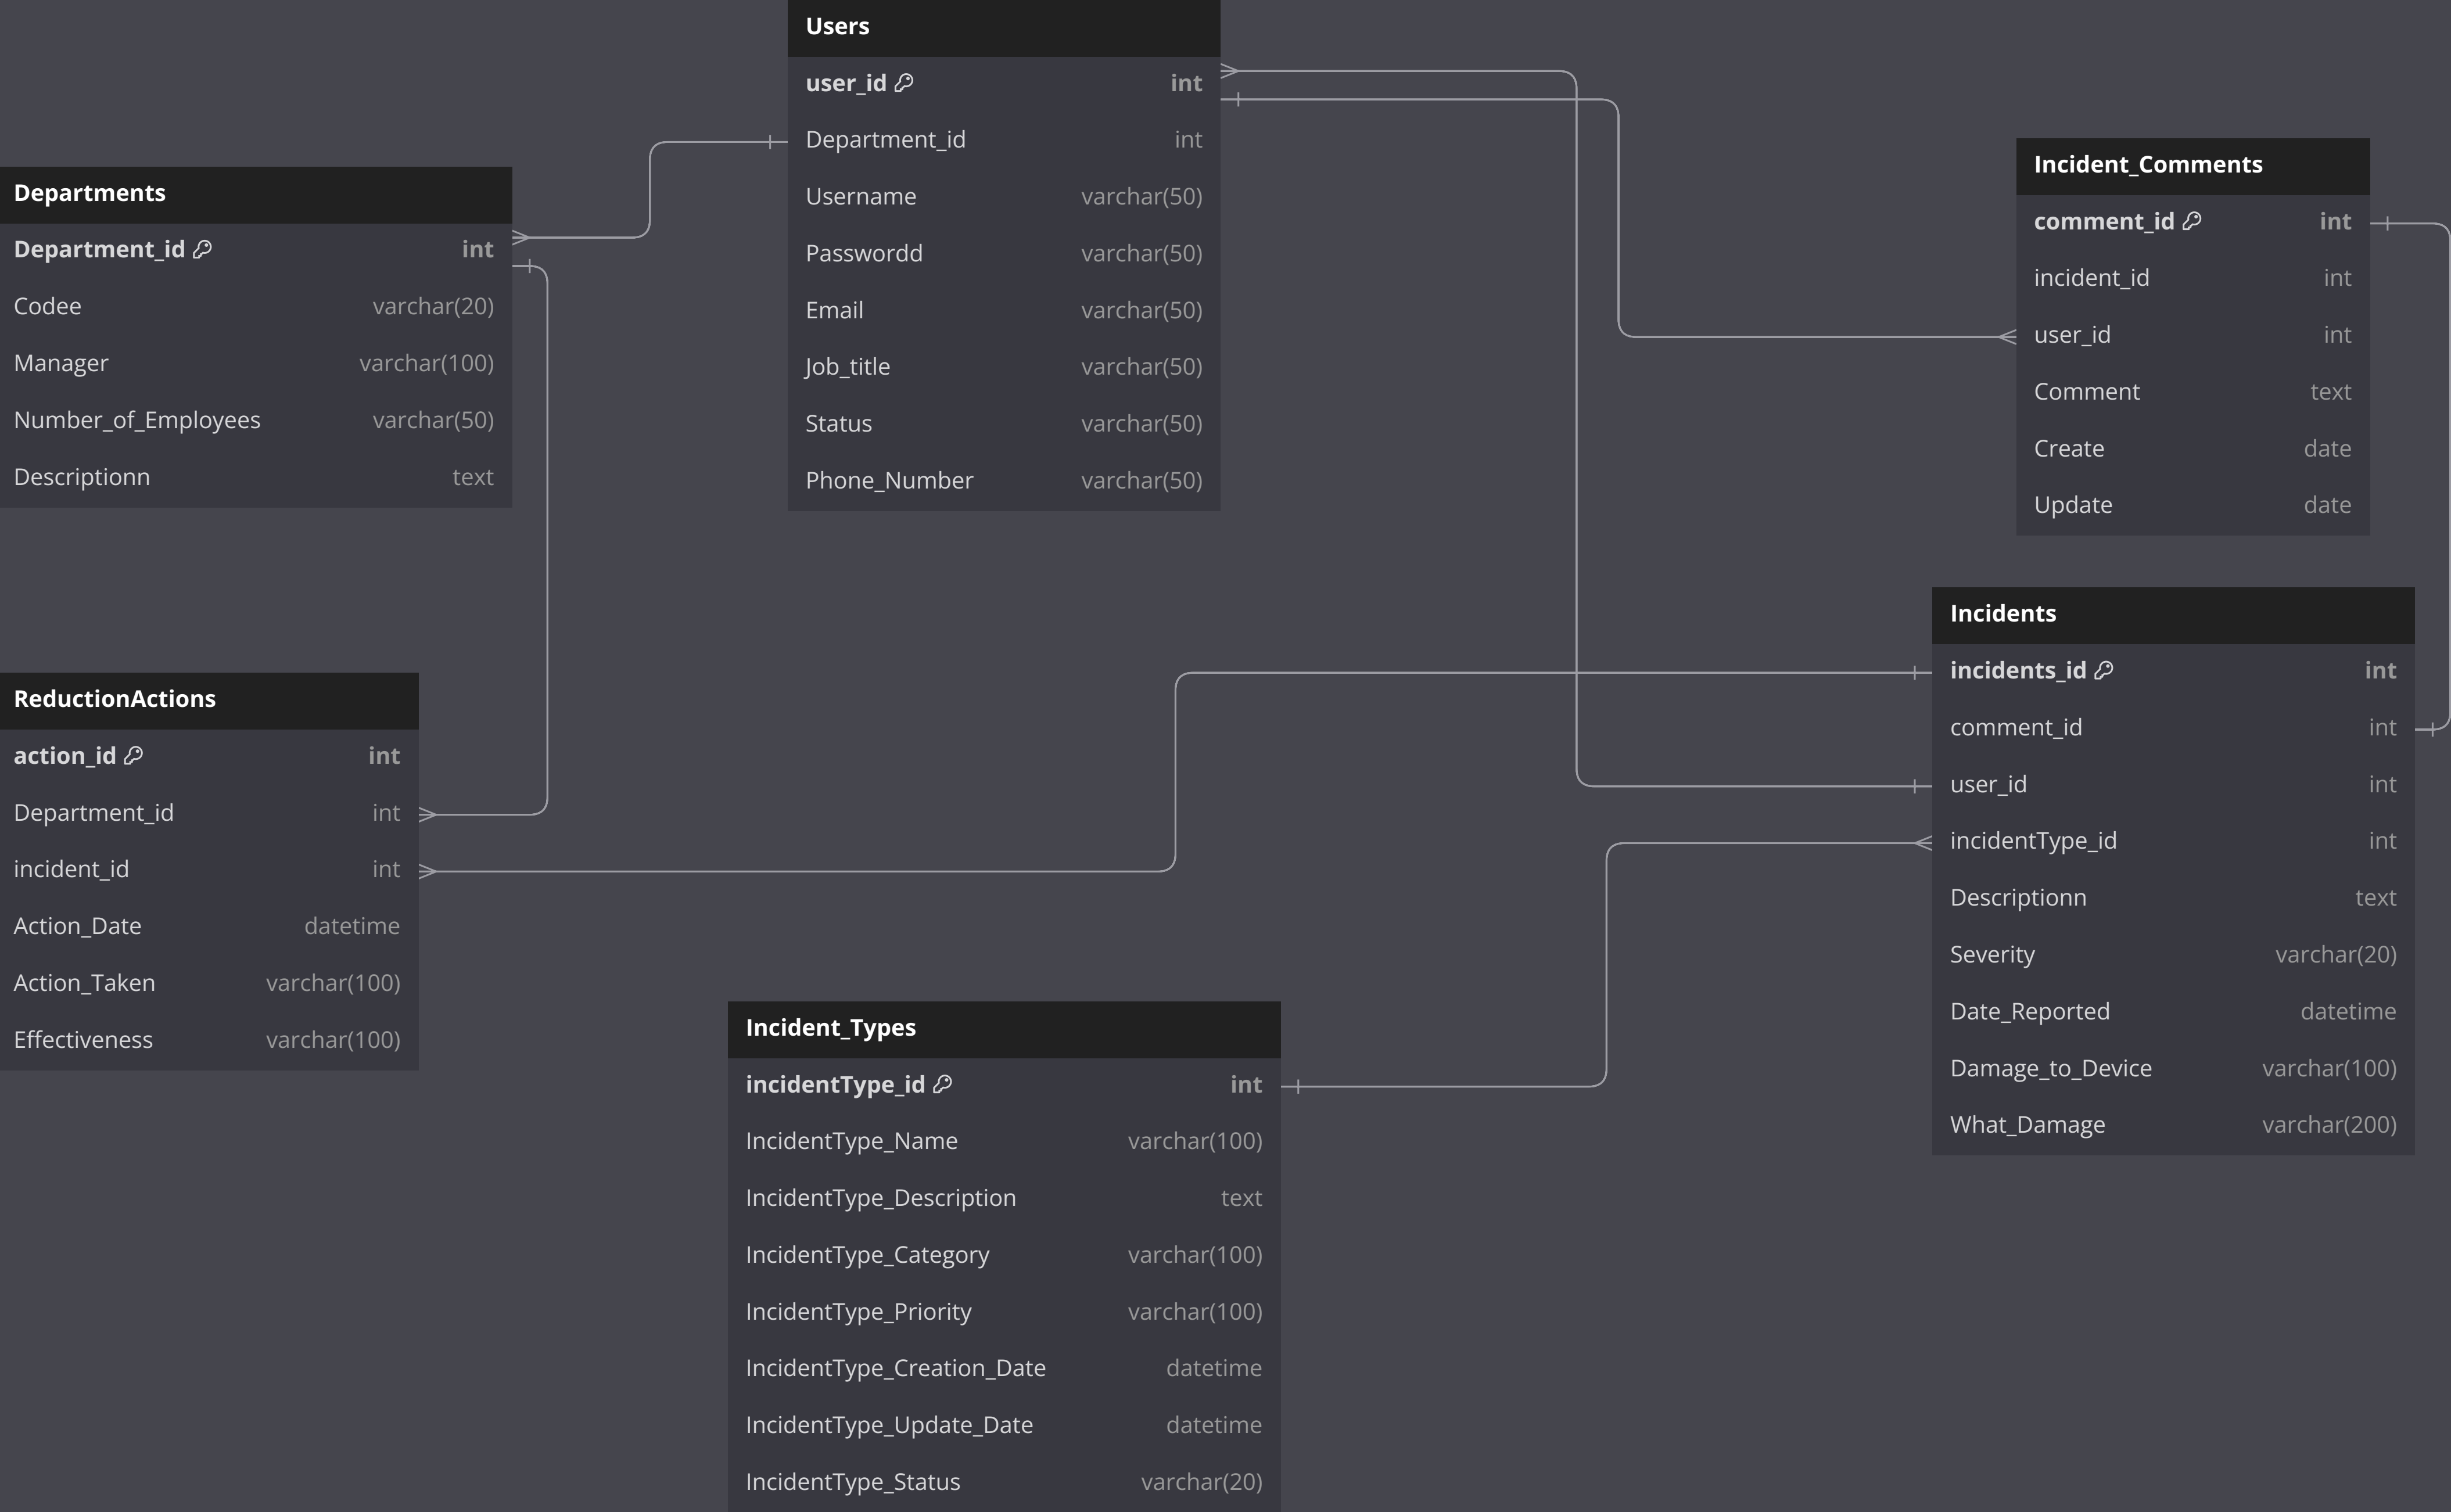 Users
user_id int
Department_id int
Username varchar(50)
Passwordd varchar(50)
Email varchar(50)
Job_title varchar(50)
Status varchar(50)
Phone_Number varchar(50)
Departments
Department_id int
Codee varchar(20)
Manager varchar(100)
Number_of_Employees varchar(50)
Descriptionn text
Incident_Comments
comment_id int
incident_id int
user_id int
Comment text
Create date
Update date
Incidents
incidents_id int
comment_id int
user_id int
incidentType_id int
Descriptionn text
Severity varchar(20)
Date_Reported datetime
Damage_to_Device varchar(100)
What_Damage varchar(200)
ReductionActions
action_id int
Department_id int
incident_id int
Action_Date datetime
Action_Taken varchar(100)
Effectiveness varchar(100)
Incident_Types
incidentType_id int
IncidentType_Name varchar(100)
IncidentType_Description text
IncidentType_Category varchar(100)
IncidentType_Priority varchar(100)
IncidentType_Creation_Date datetime
IncidentType_Update_Date datetime
IncidentType_Status varchar(20)